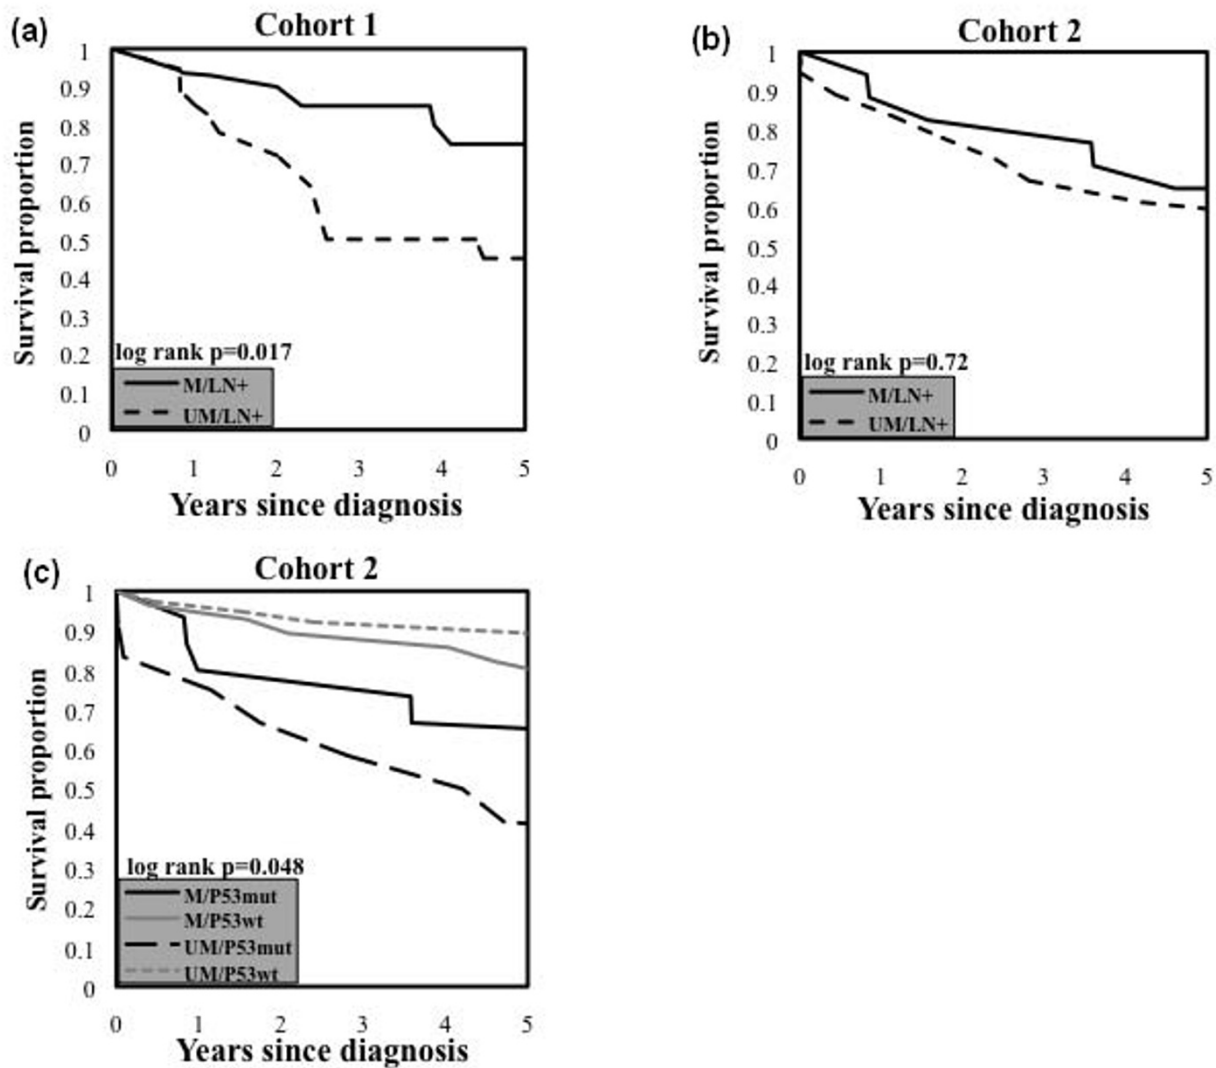 (a)
Cohort 1
Survival proportion
1
0.9
0.8
0.7
0.6
0.5
0.4
0.3
0.2
0.1
0
log rank p=0.017
M/LN+
UM/LN+
0 1 2 3 4 5
Years since diagnosis
(b)
Cohort 2
Survival proportion
1
0.9
0.8
0.7
0.6
0.5
0.4
0.3
0.2
0.1
0
log rank p=0.72
M/LN+
UM/LN+
0 1 2 3 4 5
Years since diagnosis
(c)
Cohort 2
Survival proportion
1
0.9
0.8
0.7
0.6
0.5
0.4
0.3
0.2
0.1
0
log rank p=0.048
M/P53mut
M/P53wt
UM/P53mut
UM/P53wt
0 1 2 3 4 5
Years since diagnosis